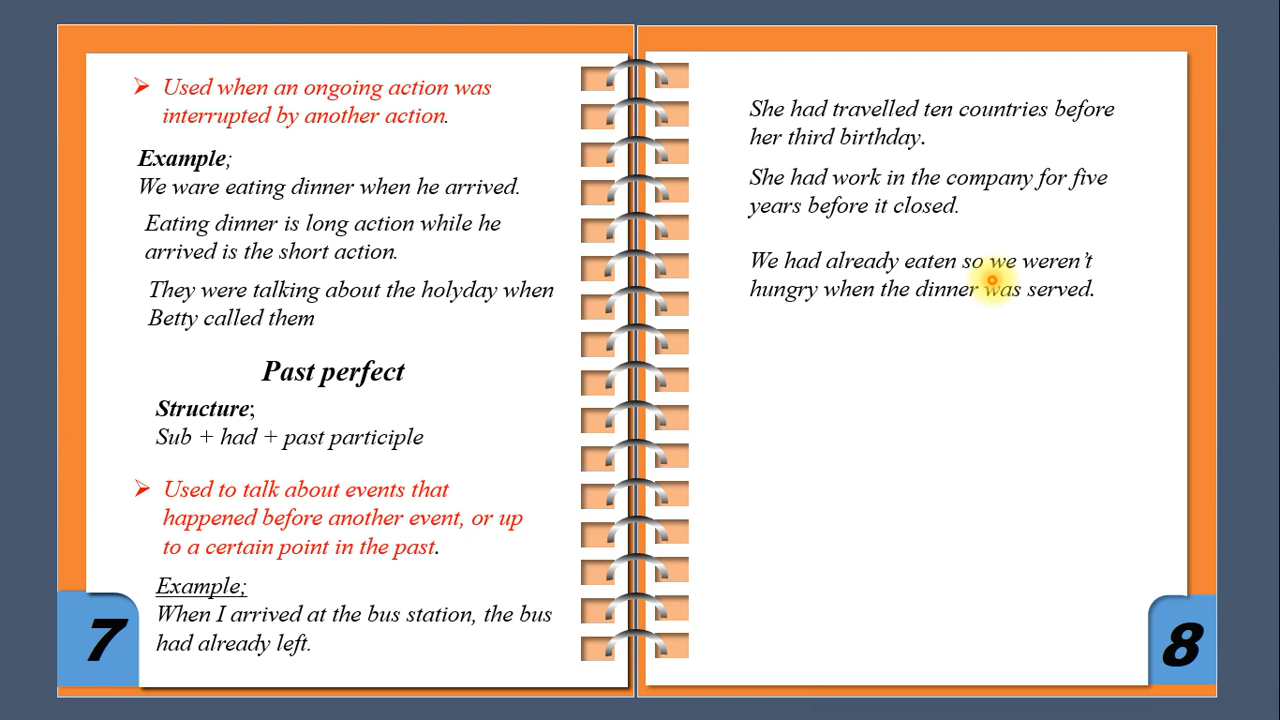 Used when an ongoing action was
interrupted by another action.
Example;
We ware eating dinner when he arrived.
Eating dinner is long action while he
arrived is the short action.
They were talking about the holyday when
Betty called them
Past perfect
Structure;
Sub + had + past participle
Used to talk about events that
happened before another event, or up
to a certain point in the past.
Example;
When I arrived at the bus station, the bus
had already left.
7
She had travelled ten countries before
her third birthday.
She had work in the company for five
years before it closed.
We had already eaten so we weren't
hungry when the dinner was served.
8